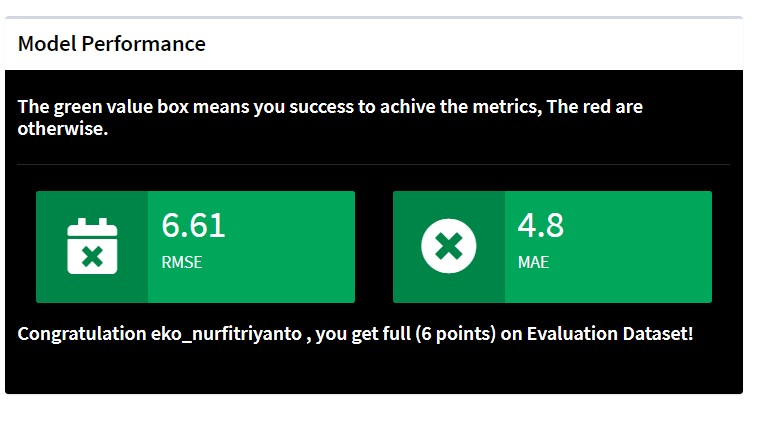 Model Performance
The green value box means you success to achive the metrics, The red are
otherwise.
6.61
RMSE
4.8
MAE
Congratulation eko_nurfitriyanto , you get full (6 points) on Evaluation Dataset!